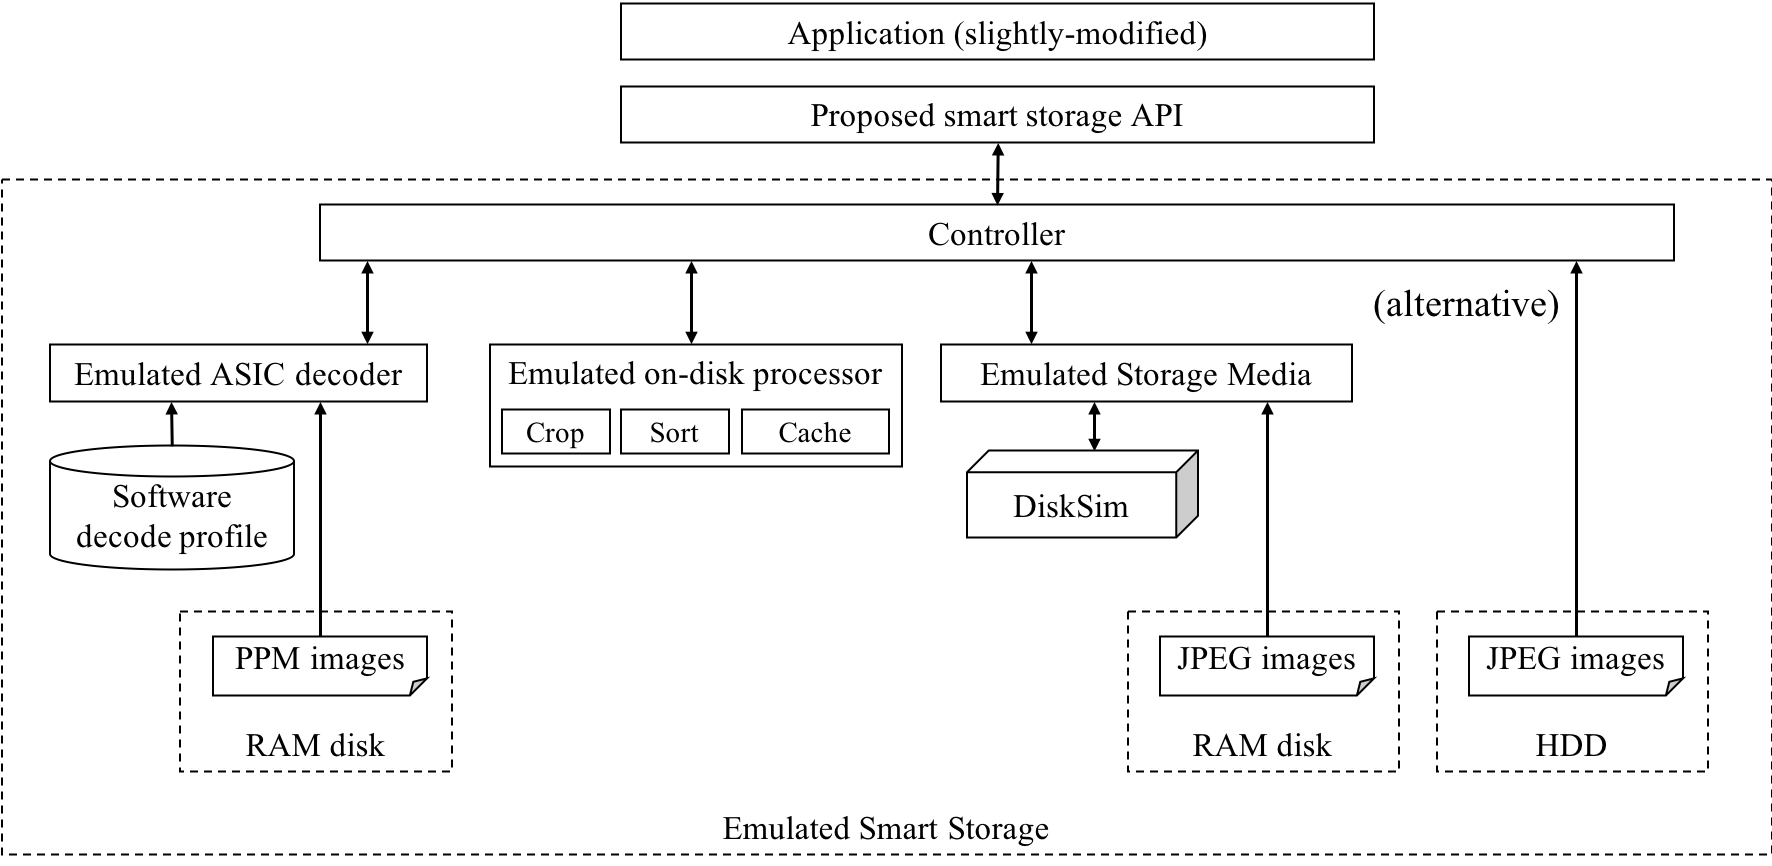 Application (slightly-modified)
Proposed smart storage API
Controller
(alternative)
Emulated ASIC decoder
Emulated on-disk processor
Emulated Storage Media
Crop
Sort
Cache
Software
decode profile
DiskSim
PPM images
JPEG images
JPEG images
RAM disk
RAM disk
HDD
Emulated Smart Storage